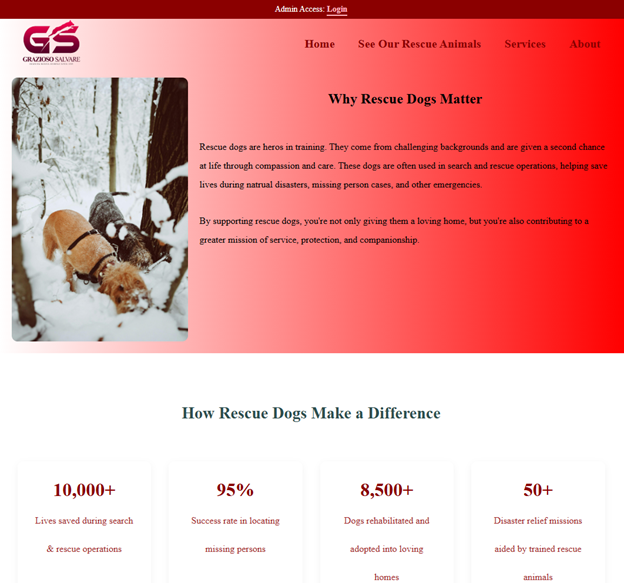 Admin Access: Login
GS
GRAZIOSO SALVARE
Home See Our Rescue Animals Services About
Why Rescue Dogs Matter
Rescue dogs are heros in training. They come from challenging backgrounds and are given a second chance
at life through compassion and care. These dogs are often used in search and rescue operations, helping save
lives during natrual disasters, missing person cases, and other emergencies.
By supporting rescue dogs, you're not only giving them a loving home, but you're also contributing to a
greater mission of service, protection, and companionship.
How Rescue Dogs Make a Difference
10,000+
Lives saved during search
& rescue operations
95%
Success rate in locating
missing persons
8,500+
Dogs rehabilitated and
adopted into loving
homes
50+
Disaster relief missions
aided by trained rescue
animals